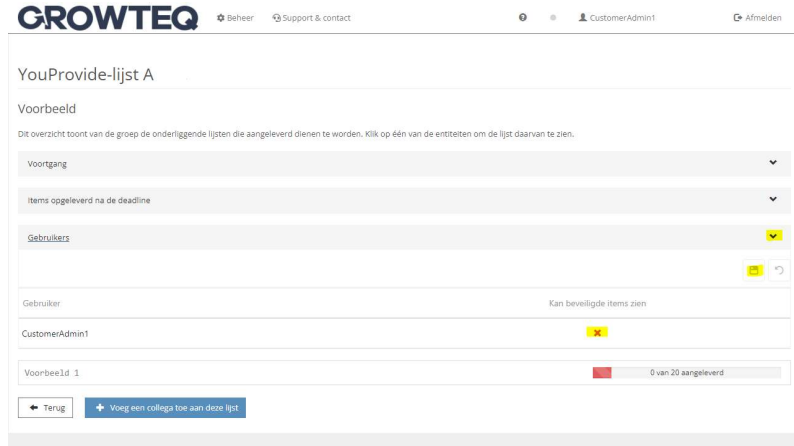 GROWTEQ Beheer Support & contact CustomerAdmin1 Afmelden
YouProvide-lijst A
Voorbeeld
Dit overzicht toont van de groep de onderliggende lijsten die aangeleverd dienen te worden. Klik op één van de entiteiten om de lijst daarvan te zien.
Voortgang
Items opgeleverd na de deadline
Gebruikers
Gebruiker Kan beveiligde items zien
CustomerAdmin1
Voorbeeld 1 0 van 20 aangeleverd
Terug Voeg een collega toe aan deze lijst